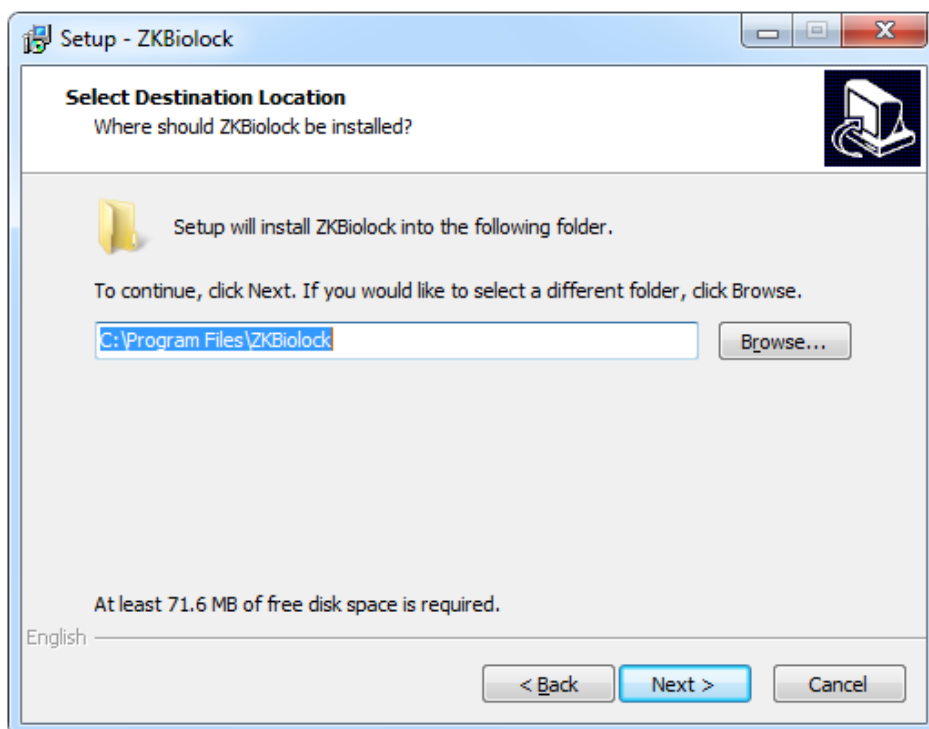 Setup - ZKBiolock
Select Destination Location
Where should ZKBiolock be installed?
Setup will install ZKBiolock into the following folder.
To continue, click Next. If you would like to select a different folder, click Browse.
C:\Program Files\ZKBiolock
Browse...
At least 71.6 MB of free disk space is required.
English
< Back
Next >
Cancel